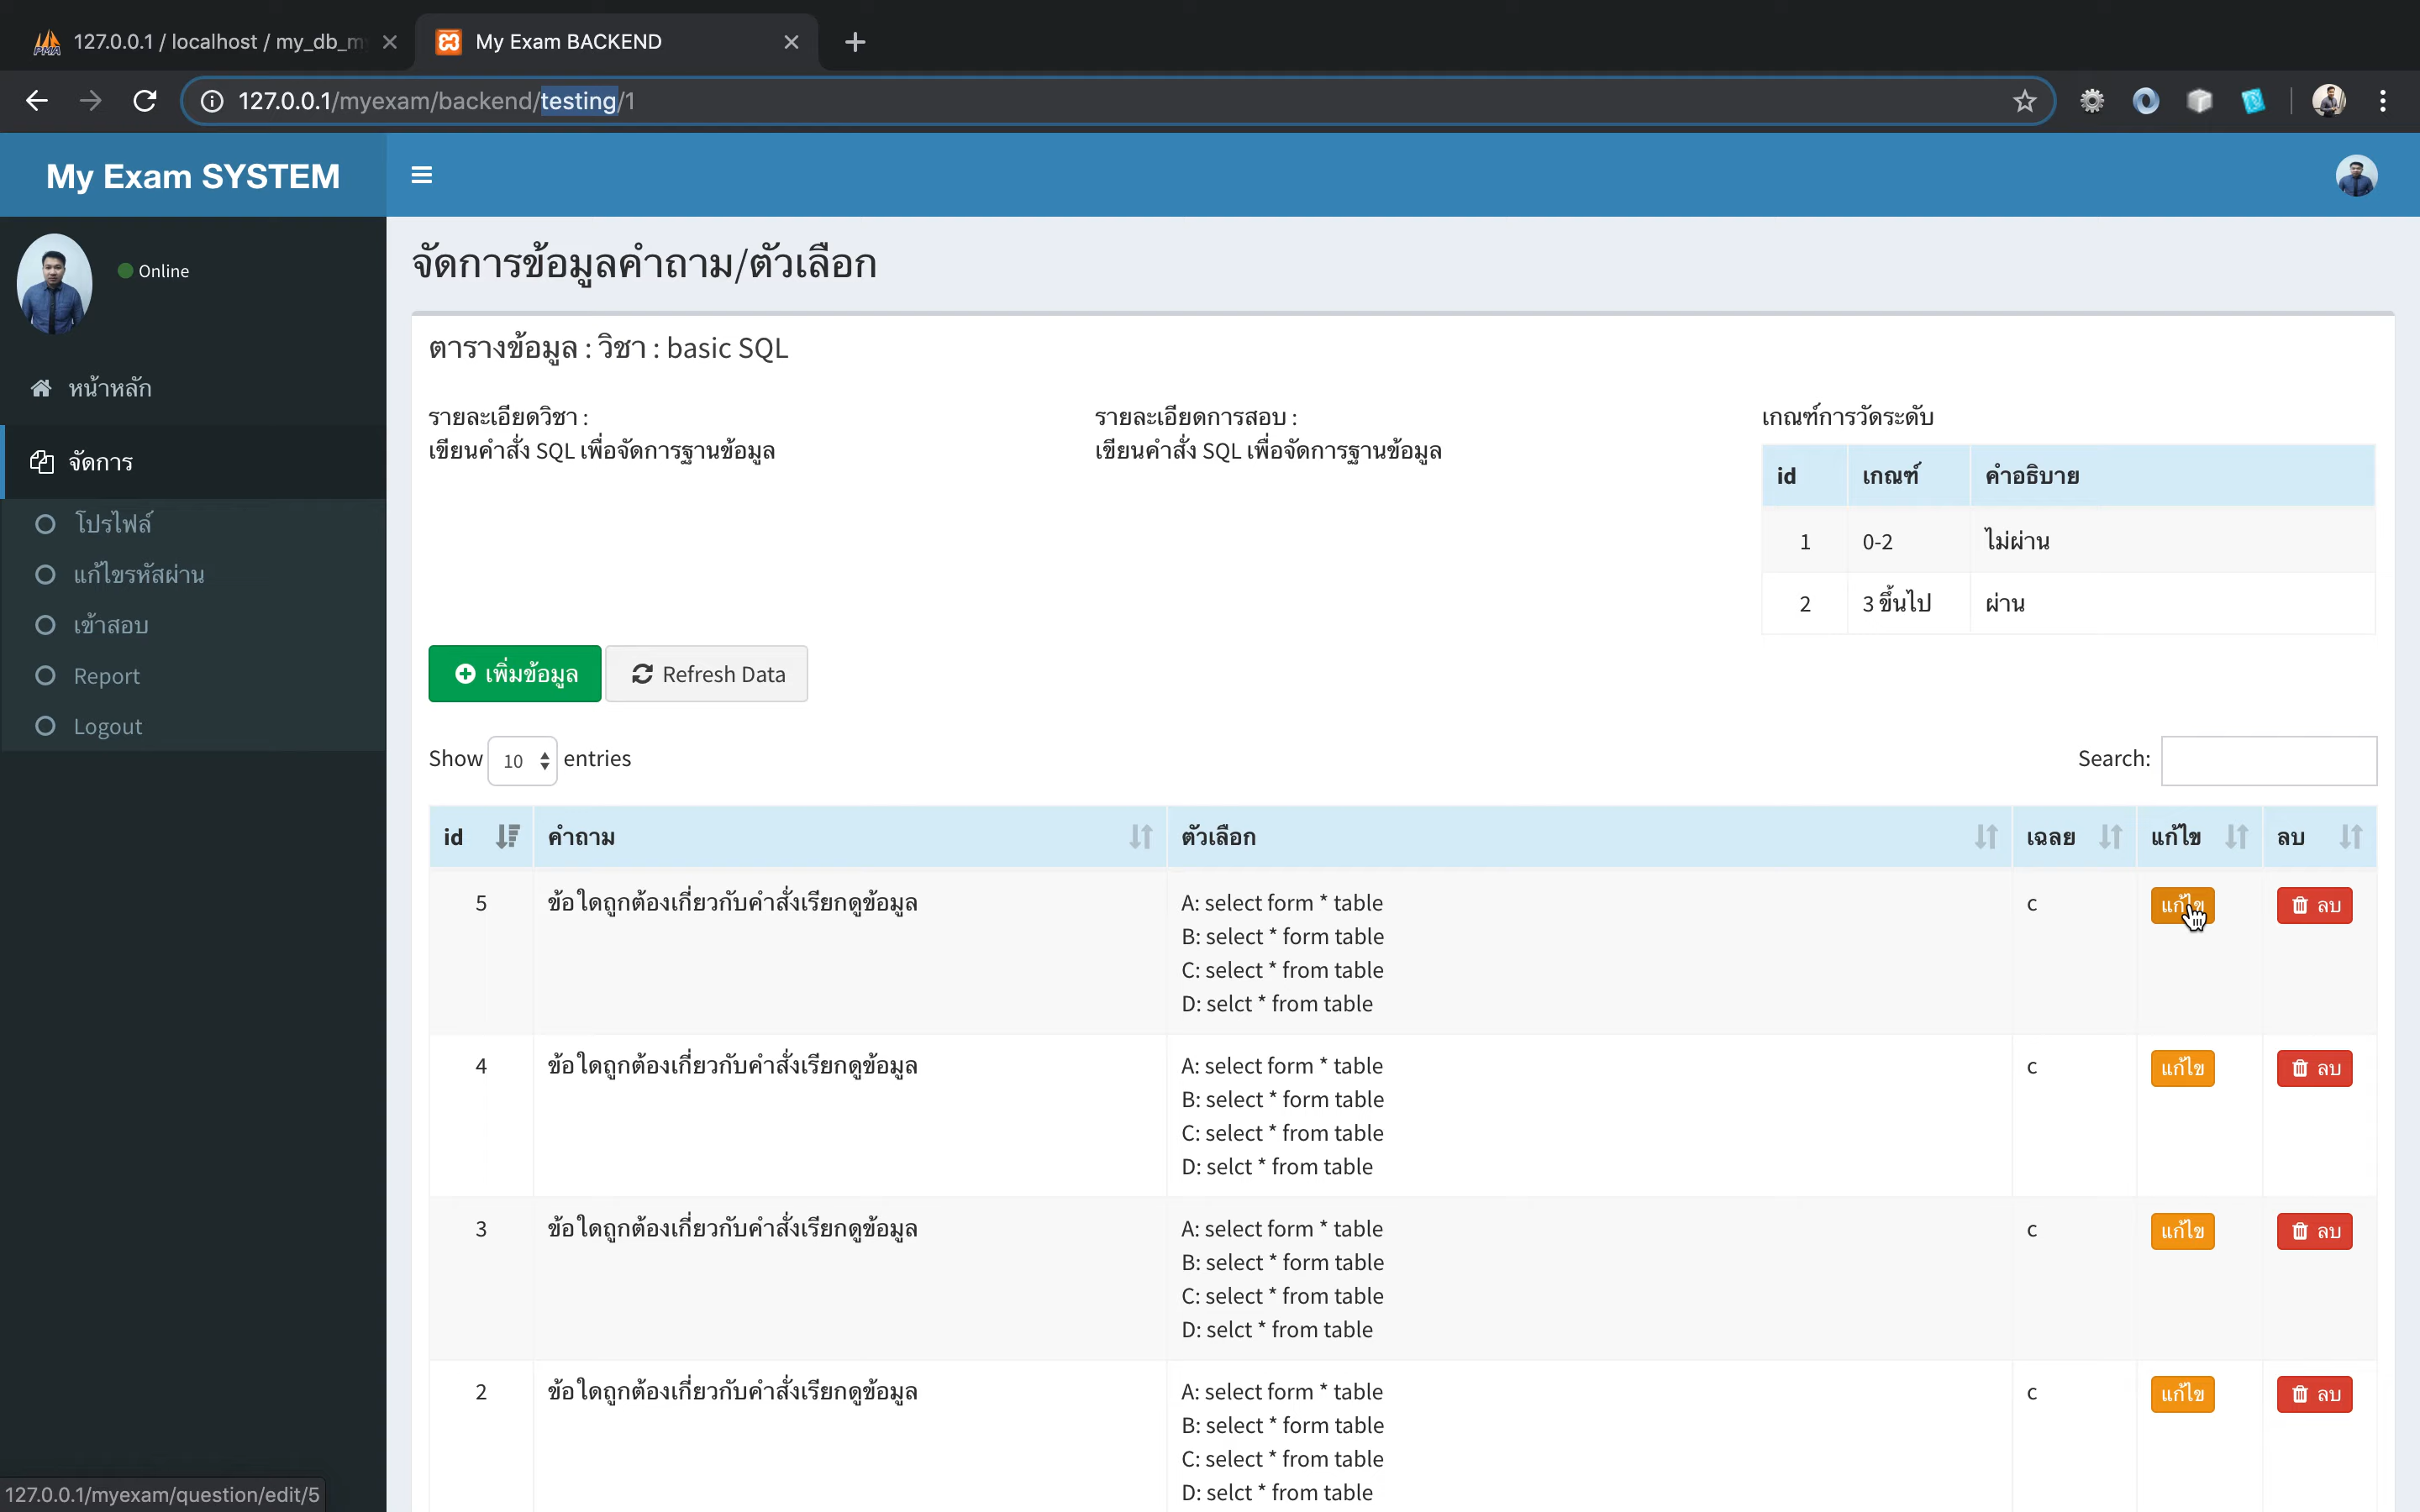 127.0.0.1 / localhost / my_db_m
My Exam BACKEND
127.0.0.1/myexam/backend/testing/1
My Exam SYSTEM
Online
หน้าหลัก
จัดการ
โปรไฟล์
แก้ไขรหัสผ่าน
เข้าสอบ
Report
Logout
จัดการข้อมูลคำถาม/ตัวเลือก
ตารางข้อมูล : วิชา : basic SQL
รายละเอียดวิชา :
เขียนคำสั่ง SQL เพื่อจัดการฐานข้อมูล
รายละเอียดการสอบ :
เขียนคำสั่ง SQL เพื่อจัดการฐานข้อมูล
เกณฑ์การวัดระดับ
id เกณฑ์ คำอธิบาย
1 0-2 ไม่ผ่าน
2 3 ขึ้นไป ผ่าน
เพิ่มข้อมูล Refresh Data
Show 10 entries
Search:
id คำถาม ตัวเลือก เฉลย แก้ไข ลบ
5 ข้อใดถูกต้องเกี่ยวกับคำสั่งเรียกดูข้อมูล A: select form * table c แก้ไข ลบ
B: select * form table
C: select * from table
D: selct * from table
4 ข้อใดถูกต้องเกี่ยวกับคำสั่งเรียกดูข้อมูล A: select form * table c แก้ไข ลบ
B: select * form table
C: select * from table
D: selct * from table
3 ข้อใดถูกต้องเกี่ยวกับคำสั่งเรียกดูข้อมูล A: select form * table c แก้ไข ลบ
B: select * form table
C: select * from table
D: selct * from table
2 ข้อใดถูกต้องเกี่ยวกับคำสั่งเรียกดูข้อมูล A: select form * table c แก้ไข ลบ
B: select * form table
C: select * from table
D: selct * from table
127.0.0.1/myexam/question/edit/5